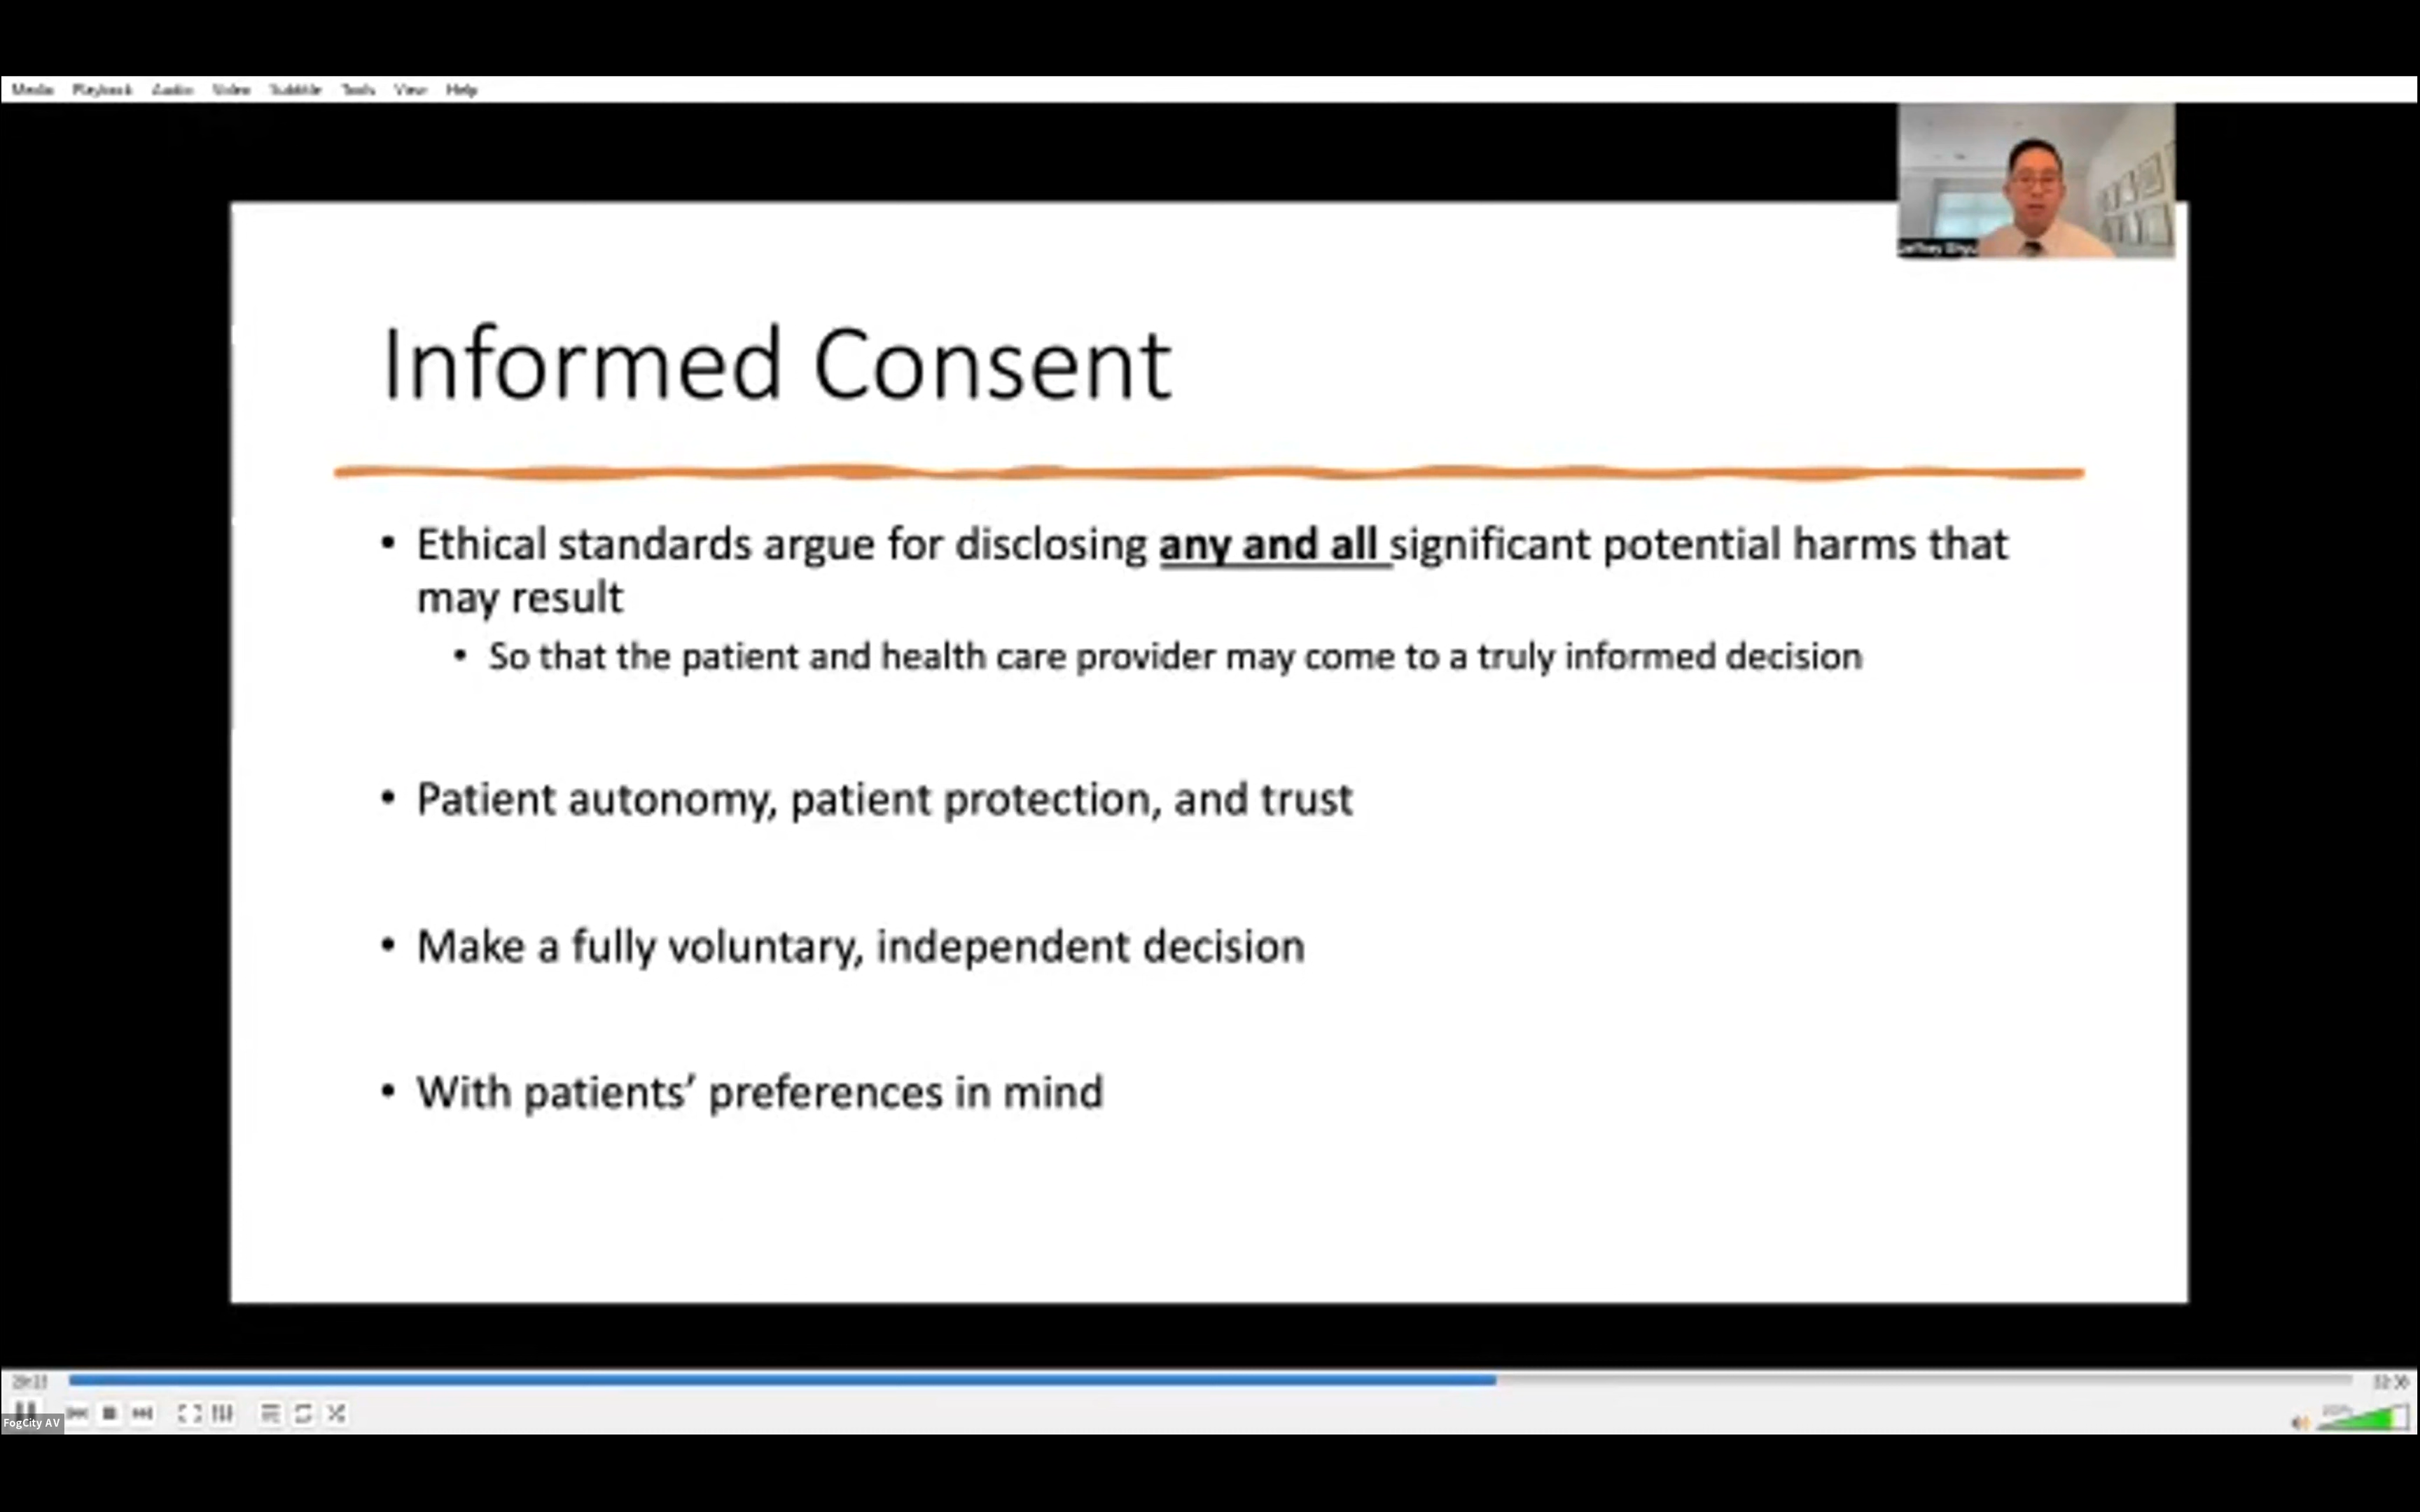 Media Playback Audio Video Subtitle Tools View Help
Informed Consent
• Ethical standards argue for disclosing any and all significant potential harms that
may result
• So that the patient and health care provider may come to a truly informed decision
• Patient autonomy, patient protection, and trust
• Make a fully voluntary, independent decision
• With patients’ preferences in mind
FogCity AV